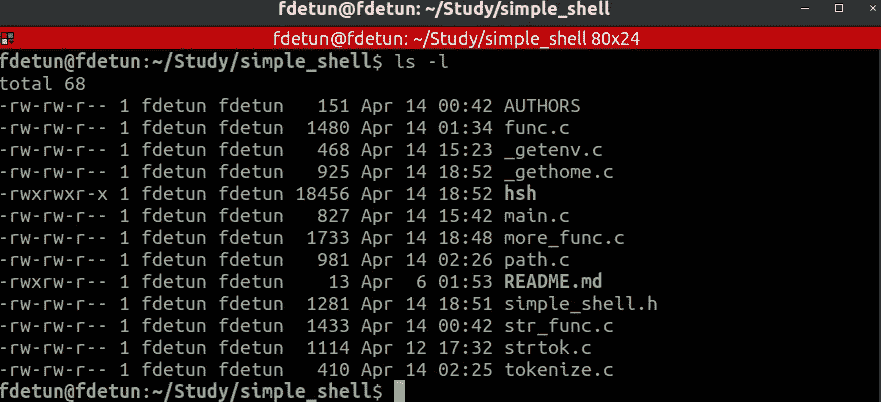 fdetun@fdetun: ~/Study/simple_shell
fdetun@fdetun: ~/Study/simple_shell 80x24
fdetun@fdetun:~/Study/simple_shell$ ls -l
total 68
-rw-rw-r-- 1 fdetun fdetun   151 Apr 14 00:42 AUTHORS
-rw-rw-r-- 1 fdetun fdetun  1480 Apr 14 01:34 func.c
-rw-rw-r-- 1 fdetun fdetun   468 Apr 14 15:23 _getenv.c
-rw-rw-r-- 1 fdetun fdetun   925 Apr 14 18:52 _gethome.c
-rwxrwxr-x 1 fdetun fdetun 18456 Apr 14 18:52 hsh
-rw-rw-r-- 1 fdetun fdetun   827 Apr 14 15:42 main.c
-rw-rw-r-- 1 fdetun fdetun  1733 Apr 14 18:48 more_func.c
-rw-rw-r-- 1 fdetun fdetun   981 Apr 14 02:26 path.c
-rwxrw-r-- 1 fdetun fdetun    13 Apr  6 01:53 README.md
-rw-rw-r-- 1 fdetun fdetun  1281 Apr 14 18:51 simple_shell.h
-rw-rw-r-- 1 fdetun fdetun  1433 Apr 14 00:42 str_func.c
-rw-rw-r-- 1 fdetun fdetun  1114 Apr 12 17:32 strtok.c
-rw-rw-r-- 1 fdetun fdetun   410 Apr 14 02:25 tokenize.c
fdetun@fdetun:~/Study/simple_shell$